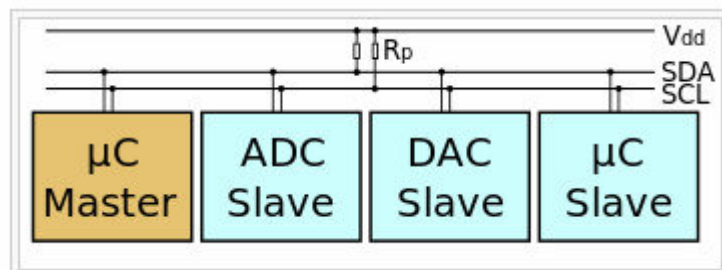 Vdd
Rp
SDA
SCL
µC
Master
ADC
Slave
DAC
Slave
µC
Slave